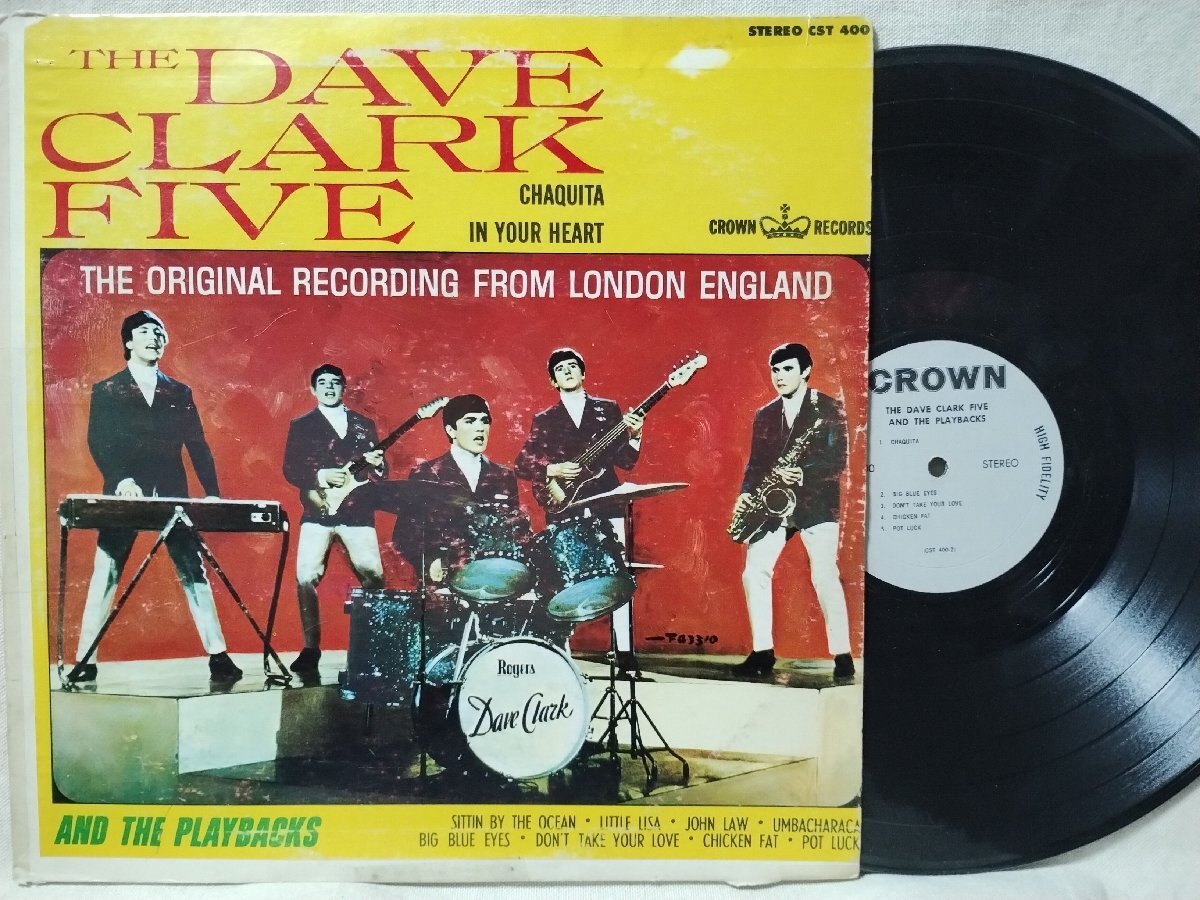 STEREO CST 400
THE DAVE
CLARK
FIVE
CHAQUITA
IN YOUR HEART
CROWN RECORDS
THE ORIGINAL RECORDING FROM LONDON ENGLAND
Rogers
Dave Clark
AND THE PLAYBACKS
SITTIN BY THE OCEAN • LITTLE LISA • JOHN LAW • UMBACHARACA
BIG BLUE EYES • DON'T TAKE YOUR LOVE • CHICKEN FAT • POT LUCK
CROWN
THE DAVE CLARK FIVE
AND THE PLAYBACKS
1. CHAQUITA
STEREO
HIGH FIDELITY
2. BIG BLUE EYES
3. DON'T TAKE YOUR LOVE
4. CHICKEN FAT
5. POT LUCK
(CST 400-2)